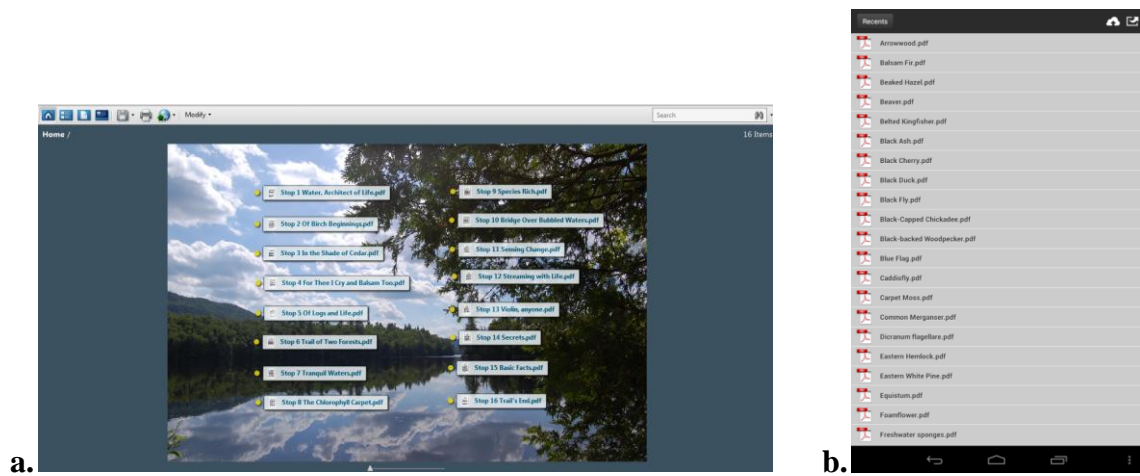 a.
Modify
Search
Home /
16 Items
Stop 1 Water, Architect of Life.pdf
Stop 2 Of Birch Beginnings.pdf
Stop 3 In the Shade of Cedar.pdf
Stop 4 For Thee I Cry and Balsam Too.pdf
Stop 5 Of Logs and Life.pdf
Stop 6 Trail of Two Forests.pdf
Stop 7 Tranquil Waters.pdf
Stop 8 The Chlorophyll Carpet.pdf
Stop 9 Species Rich.pdf
Stop 10 Bridge Over Bubbled Waters.pdf
Stop 11 Sensing Change.pdf
Stop 12 Streaming with Life.pdf
Stop 13 Violin, anyone.pdf
Stop 14 Secrets.pdf
Stop 15 Basic Facts.pdf
Stop 16 Trail's End.pdf
b.
Recents
Arrowwood.pdf
Balsam Fir.pdf
Beaked Hazel.pdf
Beaver.pdf
Belted Kingfisher.pdf
Black Ash.pdf
Black Cherry.pdf
Black Duck.pdf
Black Fly.pdf
Black-Capped Chickadee.pdf
Black-backed Woodpecker.pdf
Blue Flag.pdf
Caddisfly.pdf
Carpet Moss.pdf
Common Merganser.pdf
Dicranum flagellare.pdf
Eastern Hemlock.pdf
Eastern White Pine.pdf
Equistum.pdf
Foamflower.pdf
Freshwater sponges.pdf